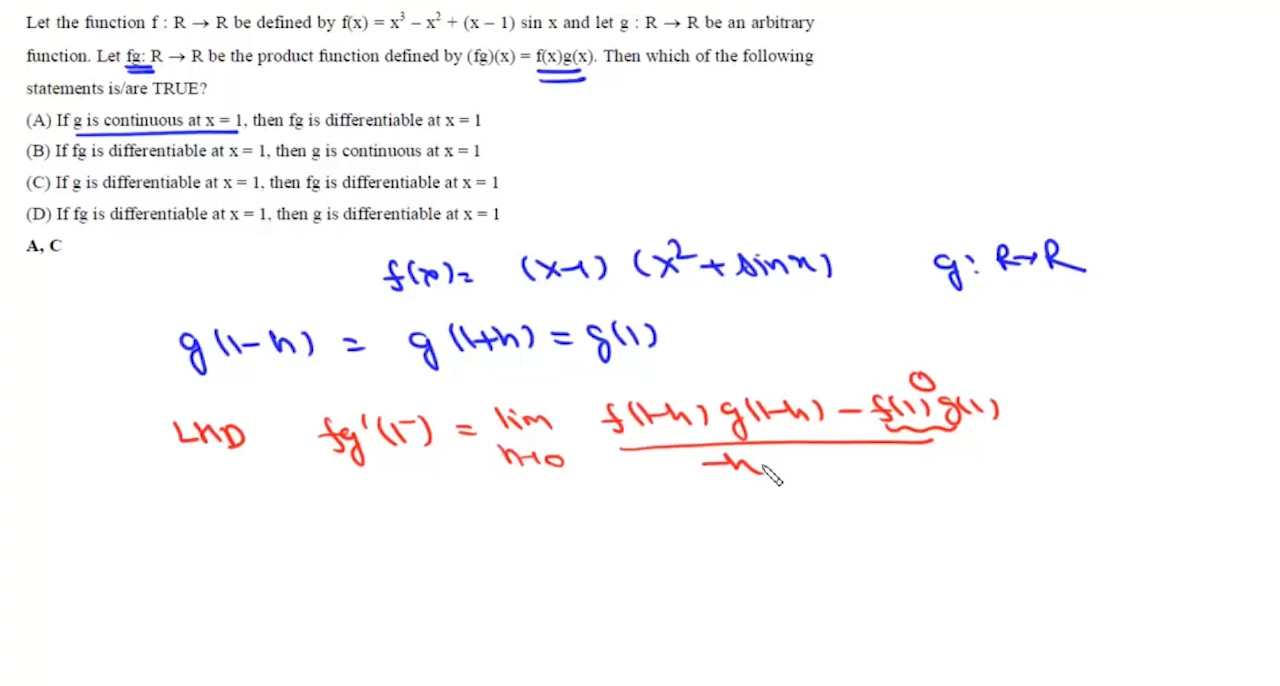 Let the function f : R → R be defined by f(x) = x³ – x² + (x – 1) sin x and let g : R → R be an arbitrary
function. Let fg: R → R be the product function defined by (fg)(x) = f(x)g(x). Then which of the following
statements is/are TRUE?
(A) If g is continuous at x = 1, then fg is differentiable at x = 1
(B) If fg is differentiable at x = 1, then g is continuous at x = 1
(C) If g is differentiable at x = 1, then fg is differentiable at x = 1
(D) If fg is differentiable at x = 1, then g is differentiable at x = 1
A, C
f(x) = (x-1) (x² + sinx) g: R→R
g(1-h) = g(1+h) = g(1)
0
LHD fg'(1⁻) = lim f(1-h) g(1-h) - f(1) g(1)
h→0 -h